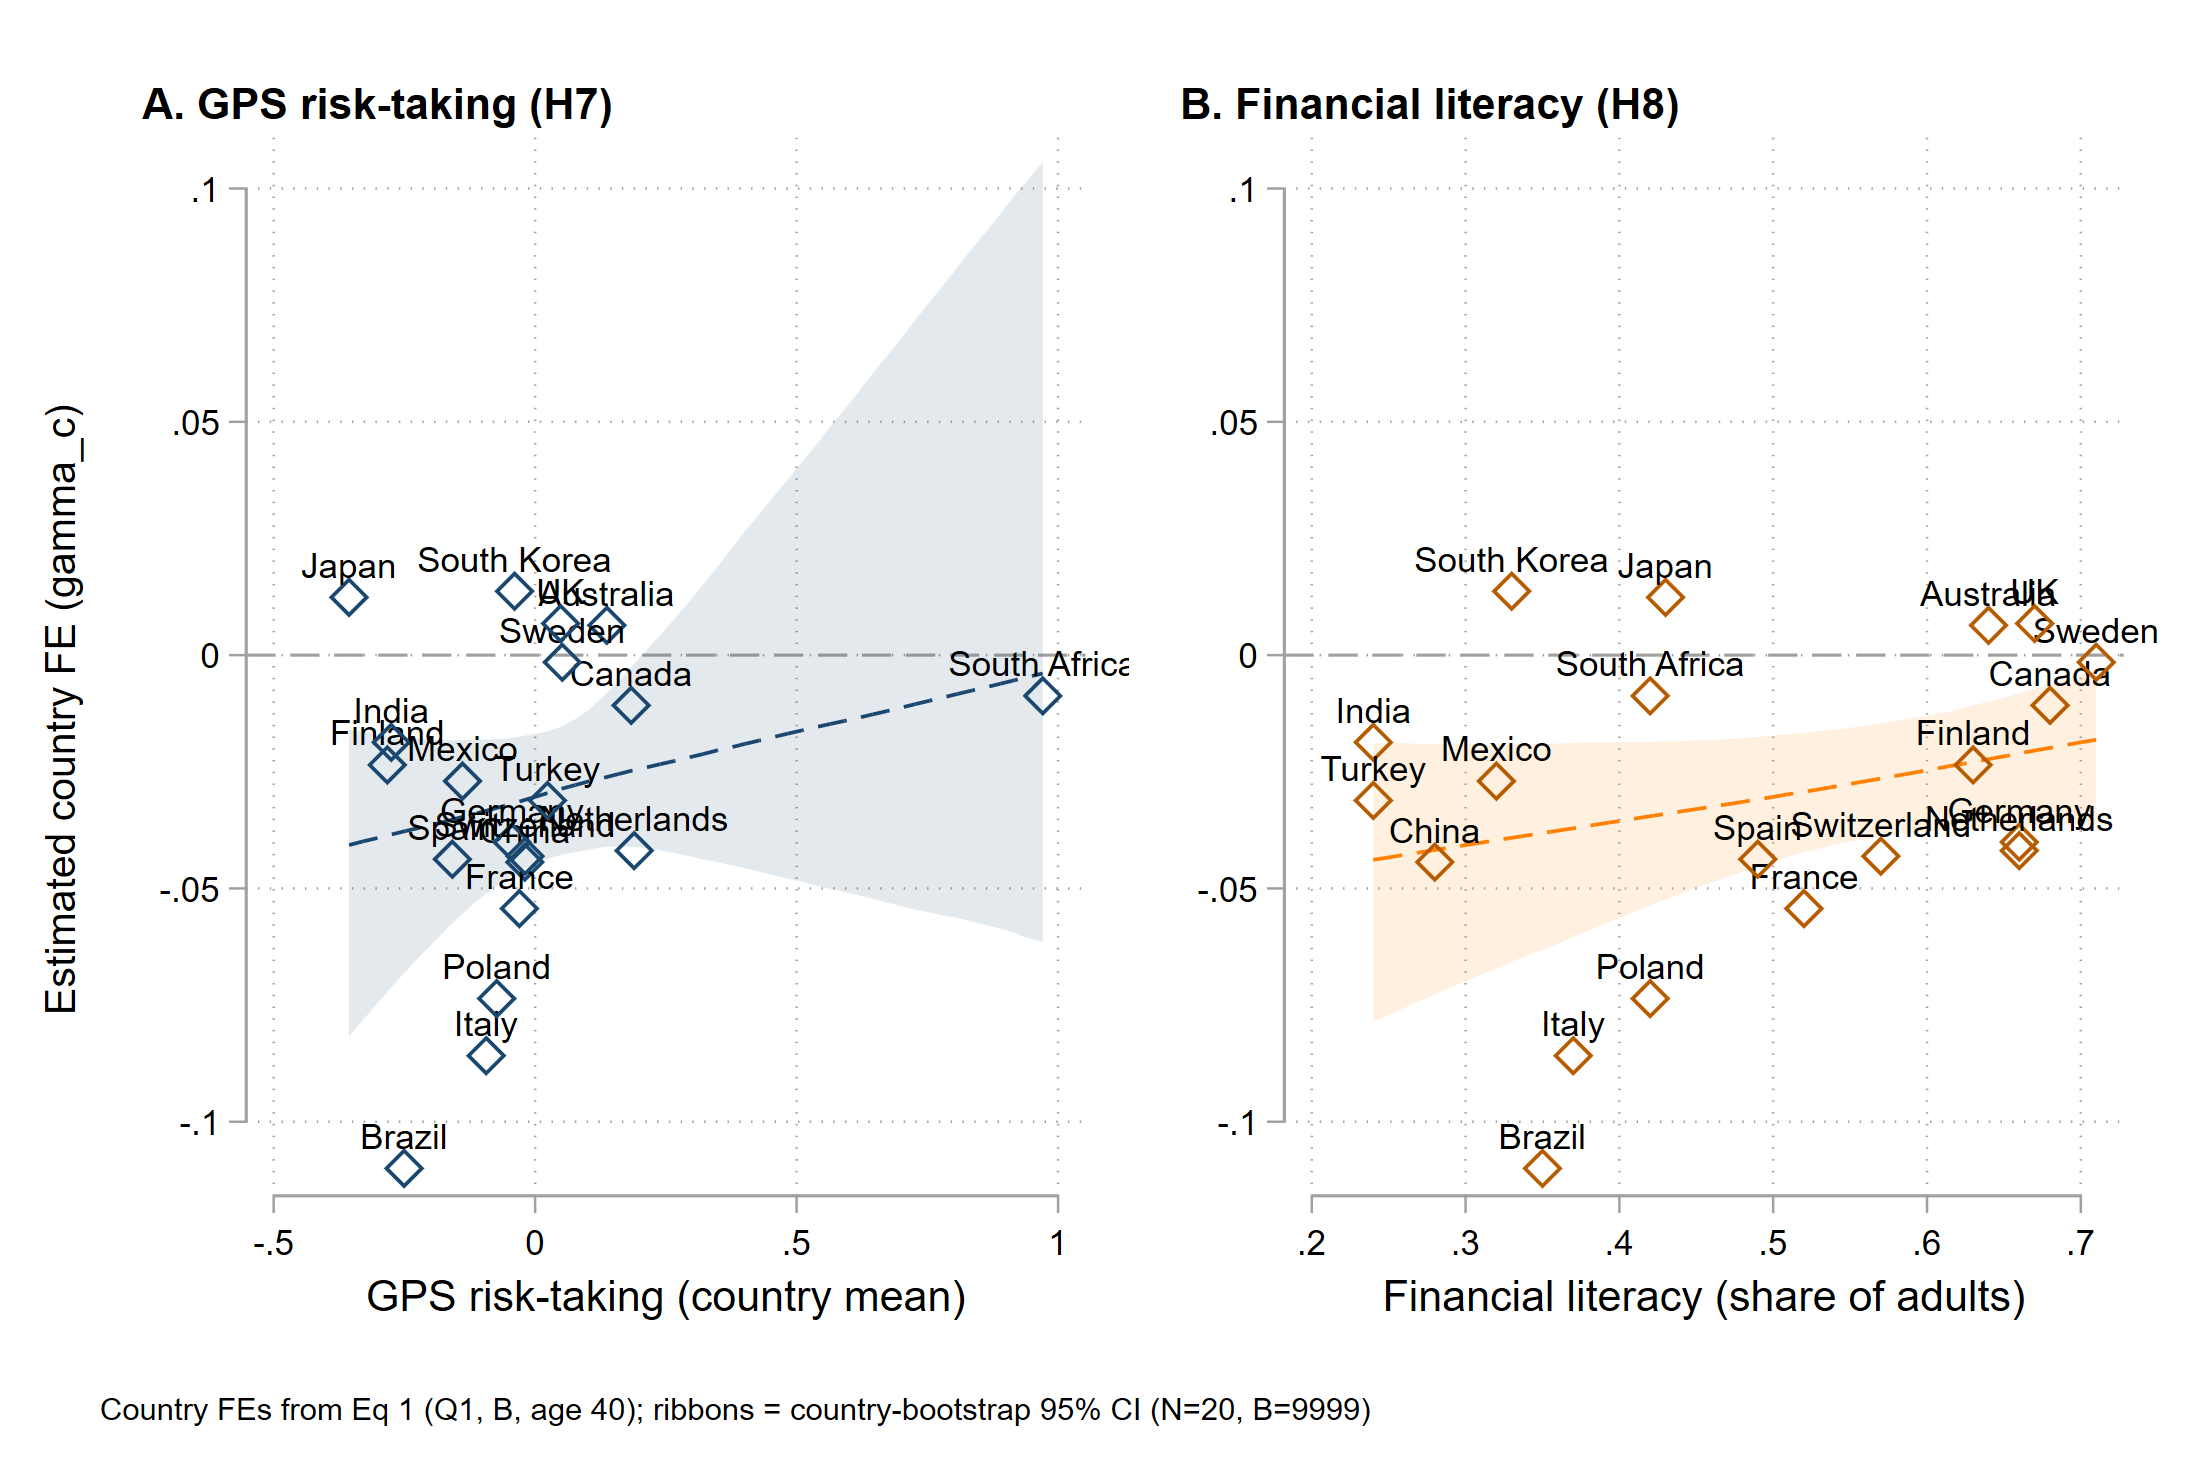 A. GPS risk-taking (H7)
B. Financial literacy (H8)
Estimated country FE (gamma_c)
.1
.05
0
-.05
-.1
Japan
South Korea
UK
Australia
Sweden
Canada
South Africa
India
Finland
Mexico
Turkey
Germany
Netherlands
Spain
Switzerland
China
France
Poland
Italy
Brazil
-.5
0
.5
1
GPS risk-taking (country mean)
.1
.05
0
-.05
-.1
South Korea
Japan
Australia
UK
Sweden
South Africa
Canada
India
Finland
Mexico
Turkey
Germany
Netherlands
China
Spain
Switzerland
France
Poland
Italy
Brazil
.2
.3
.4
.5
.6
.7
Financial literacy (share of adults)
Country FEs from Eq 1 (Q1, B, age 40); ribbons = country-bootstrap 95% CI (N=20, B=9999)